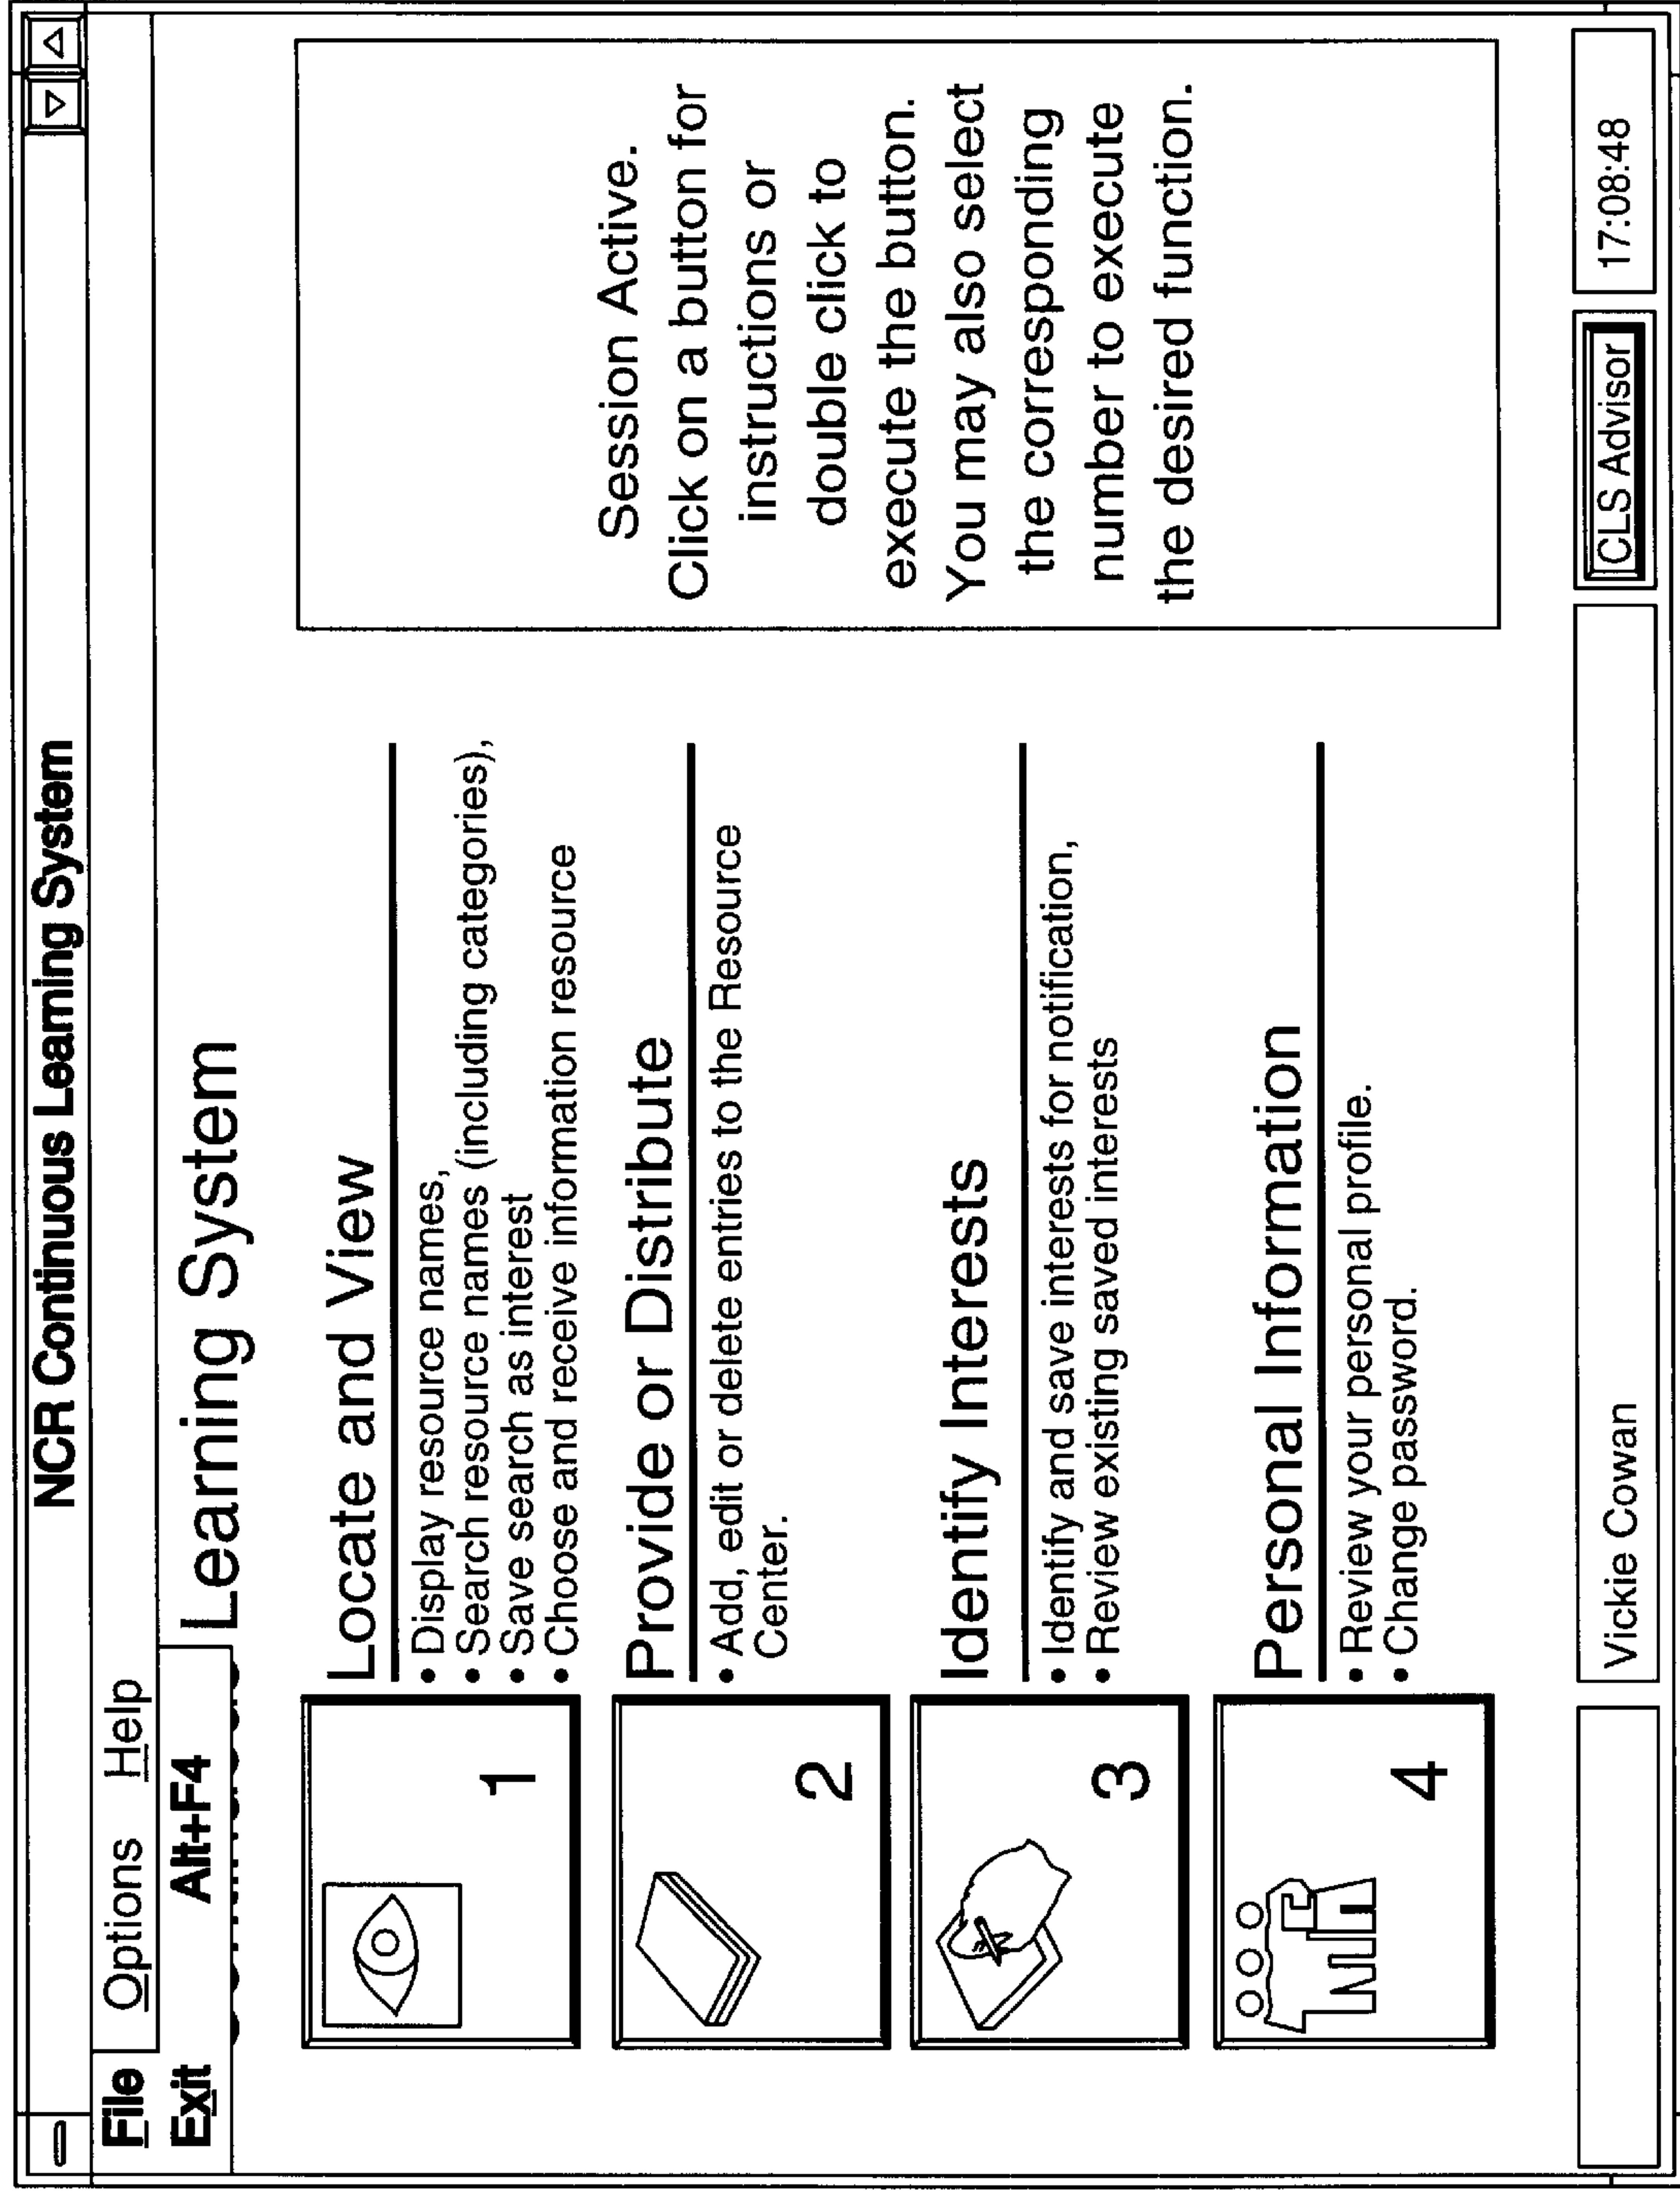 NCR Continuous Learning System
File Options Help
Exit Alt+F4
Learning System
1
Locate and View
• Display resource names,
• Search resource names (including categories),
• Save search as interest
• Choose and receive information resource
2
Provide or Distribute
• Add, edit or delete entries to the Resource
Center.
3
Identify Interests
• Identify and save interests for notification,
• Review existing saved interests
4
Personal Information
• Review your personal profile.
• Change password.
Session Active.
Click on a button for
instructions or
double click to
execute the button.
You may also select
the corresponding
number to execute
the desired function.
Vickie Cowan
CLS Advisor
17:08:48